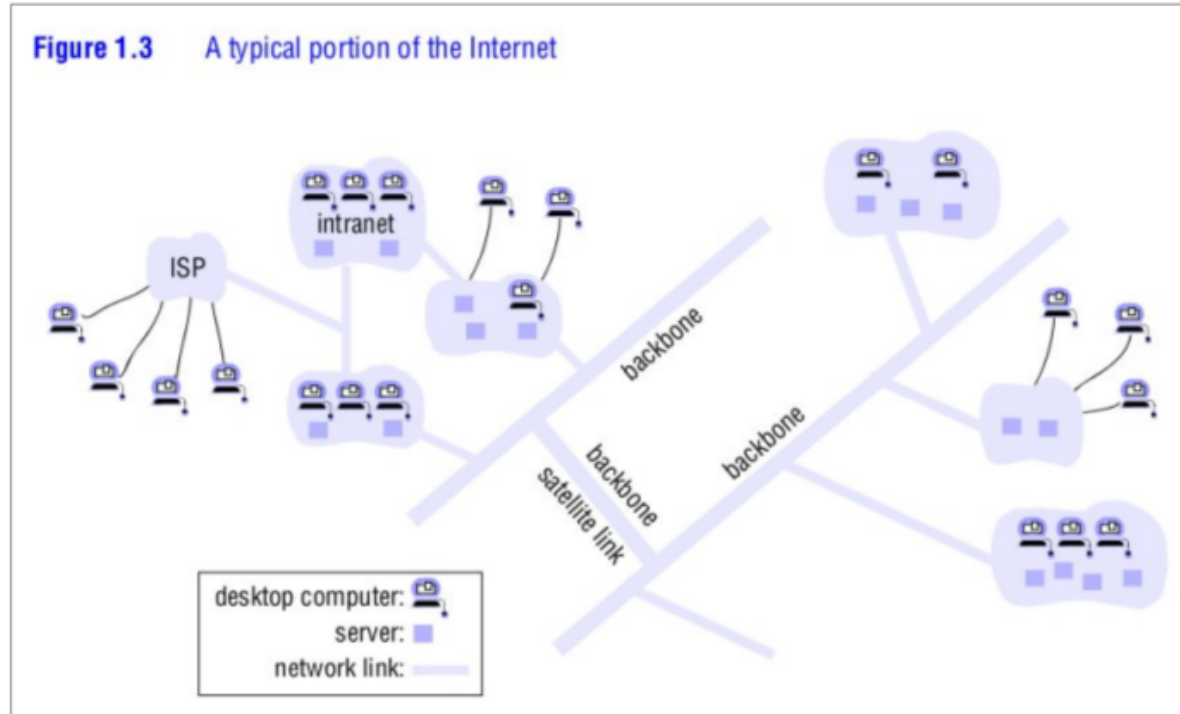 Figure 1.3 A typical portion of the Internet
intranet
ISP
backbone
backbone
satellite link
backbone
desktop computer:
server:
network link: